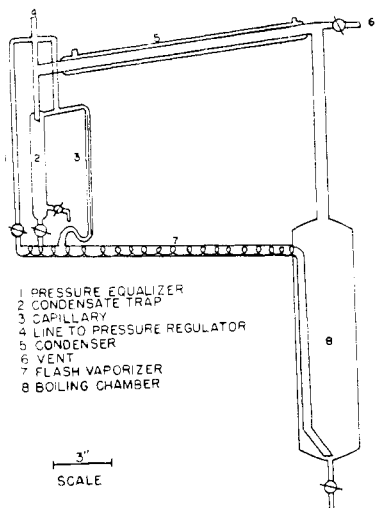 4
5
6
1
2
3
7
8
1 PRESSURE EQUALIZER
2 CONDENSATE TRAP
3 CAPILLARY
4 LINE TO PRESSURE REGULATOR
5 CONDENSER
6 VENT
7 FLASH VAPORIZER
8 BOILING CHAMBER
3"
SCALE